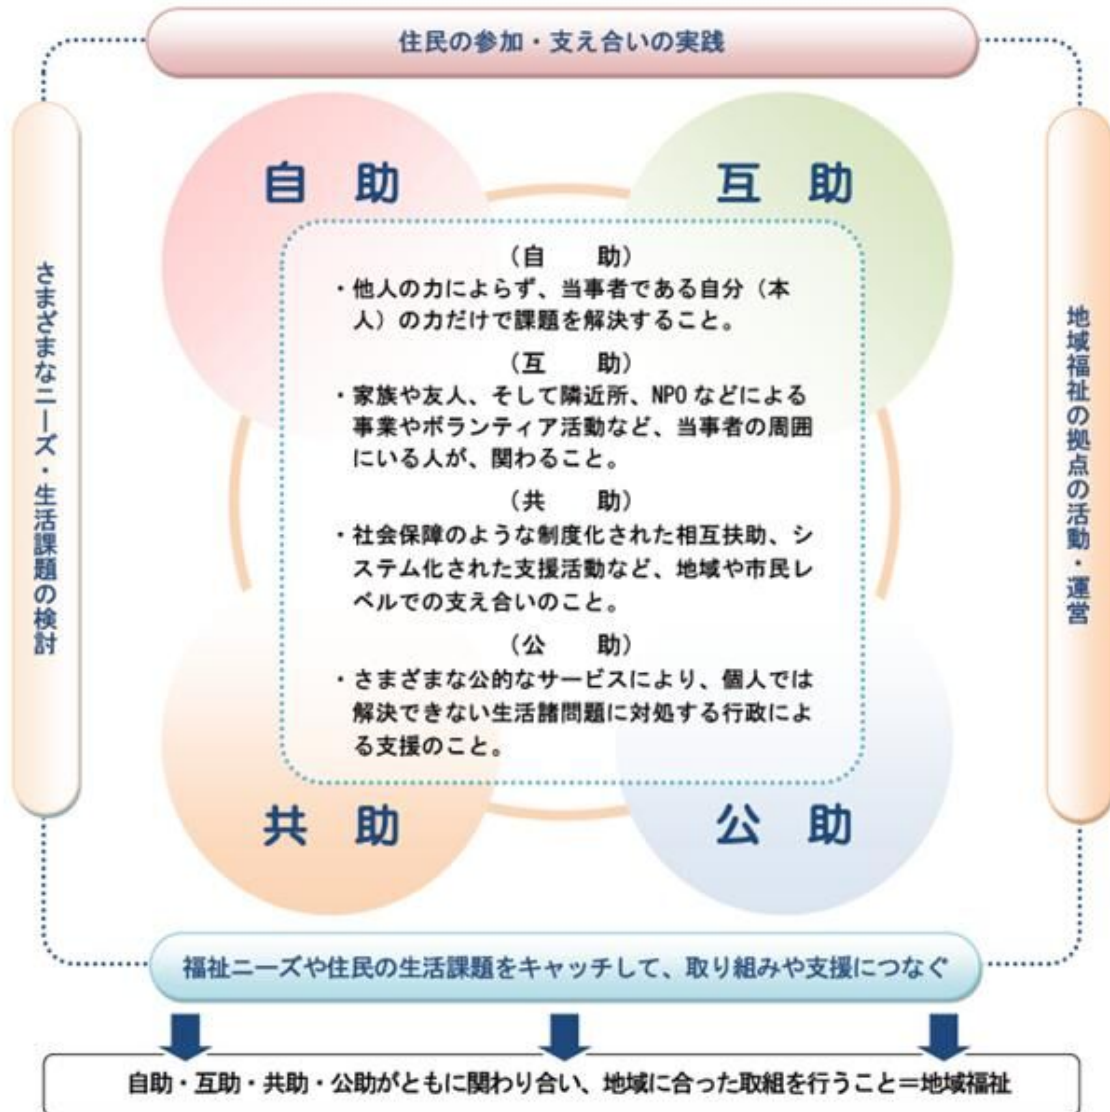 住民の参加・支え合いの実践
さまざまなニーズ・生活課題の検討
自　助
互　助
（自　　助）
・他人の力によらず、当事者である自分（本
人）の力だけで課題を解決すること。
（互　　助）
・家族や友人、そして隣近所、NPOなどによる
事業やボランティア活動など、当事者の周囲
にいる人が、関わること。
（共　　助）
・社会保障のような制度化された相互扶助、シ
ステム化された支援活動など、地域や市民レ
ベルでの支え合いのこと。
（公　　助）
・さまざまな公的なサービスにより、個人では
解決できない生活諸問題に対処する行政によ
る支援のこと。
共　助
公　助
地域福祉の拠点の活動・運営
福祉ニーズや住民の生活課題をキャッチして、取り組みや支援につなぐ
自助・互助・共助・公助がともに関わり合い、地域に合った取組を行うこと＝地域福祉